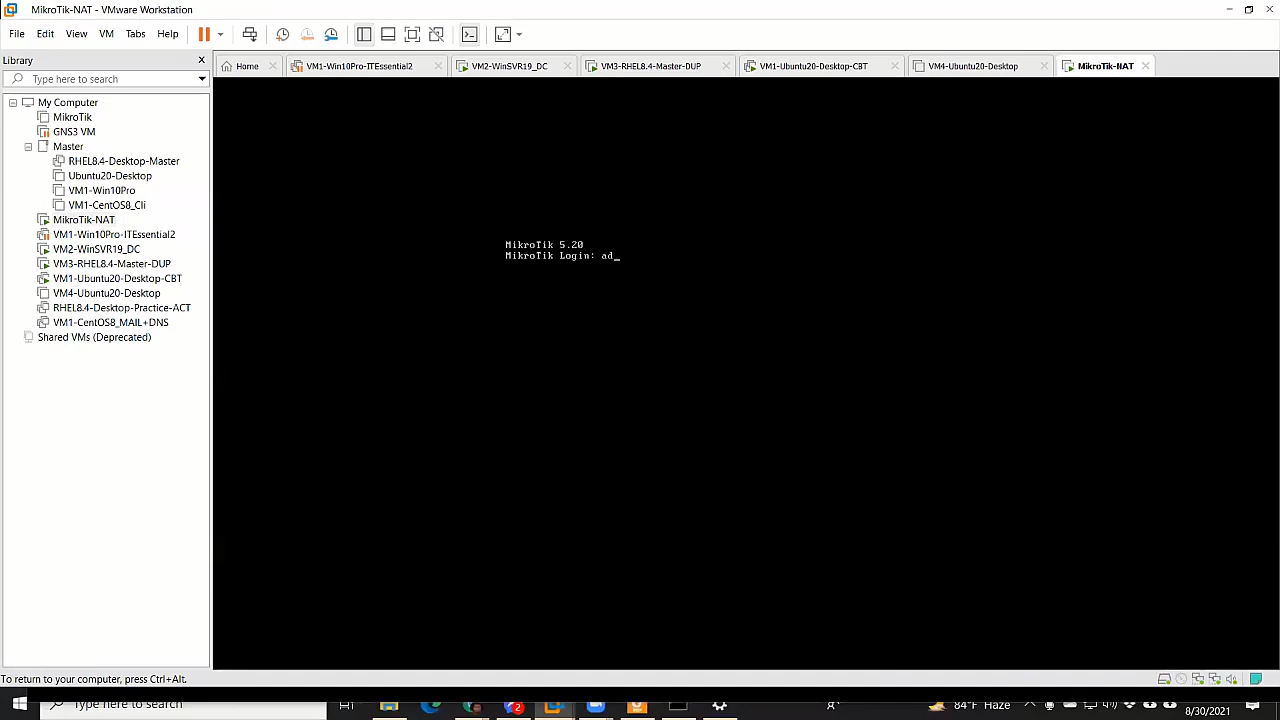 MikroTik-NAT - VMware Workstation
File Edit View VM Tabs Help
Library
Type here to search
Home
VM1-Win10Pro-ITEssential2
VM2-WinSVR19_DC
VM3-RHEL8.4-Master-DUP
VM1-Ubuntu20-Desktop-CBT
VM4-Ubuntu20-Desktop
MikroTik-NAT
My Computer
MikroTik
GNS3 VM
Master
RHEL8.4-Desktop-Master
Ubuntu20-Desktop
VM1-Win10Pro
VM1-CentOS8_Cli
MikroTik-NAT
VM1-Win10Pro-ITEssential2
VM2-WinSVR19_DC
VM3-RHEL8.4-Master-DUP
VM1-Ubuntu20-Desktop-CBT
VM4-Ubuntu20-Desktop
RHEL8.4-Desktop-Practice-ACT
VM1-CentOS8_MAIL+DNS
Shared VMs (Deprecated)
MikroTik 5.20
MikroTik Login: ad_
To return to your computer, press Ctrl+Alt.
Type here to search
2
84°F Haze
8/30/2021